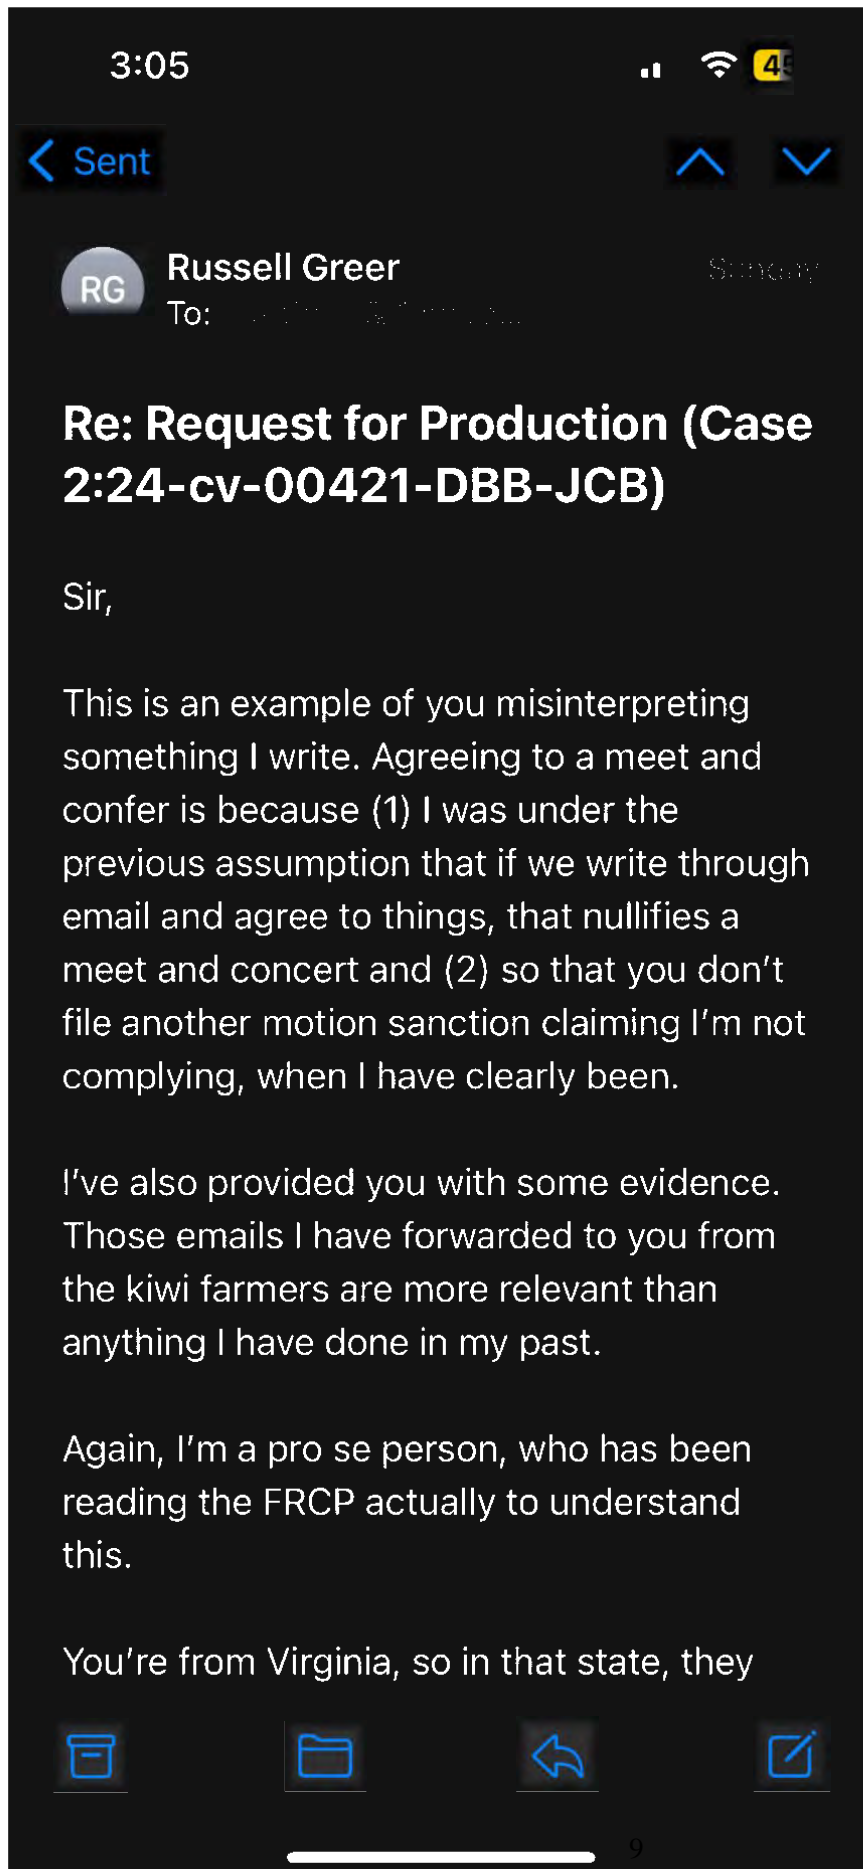 3:05
Sent
RG
Russell Greer
Sunday
To:
Re: Request for Production (Case
2:24-cv-00421-DBB-JCB)
Sir,
This is an example of you misinterpreting
something I write. Agreeing to a meet and
confer is because (1) I was under the
previous assumption that if we write through
email and agree to things, that nullifies a
meet and concert and (2) so that you don't
file another motion sanction claiming I'm not
complying, when I have clearly been.
I've also provided you with some evidence.
Those emails I have forwarded to you from
the kiwi farmers are more relevant than
anything I have done in my past.
Again, I'm a pro se person, who has been
reading the FRCP actually to understand
this.
You're from Virginia, so in that state, they
9